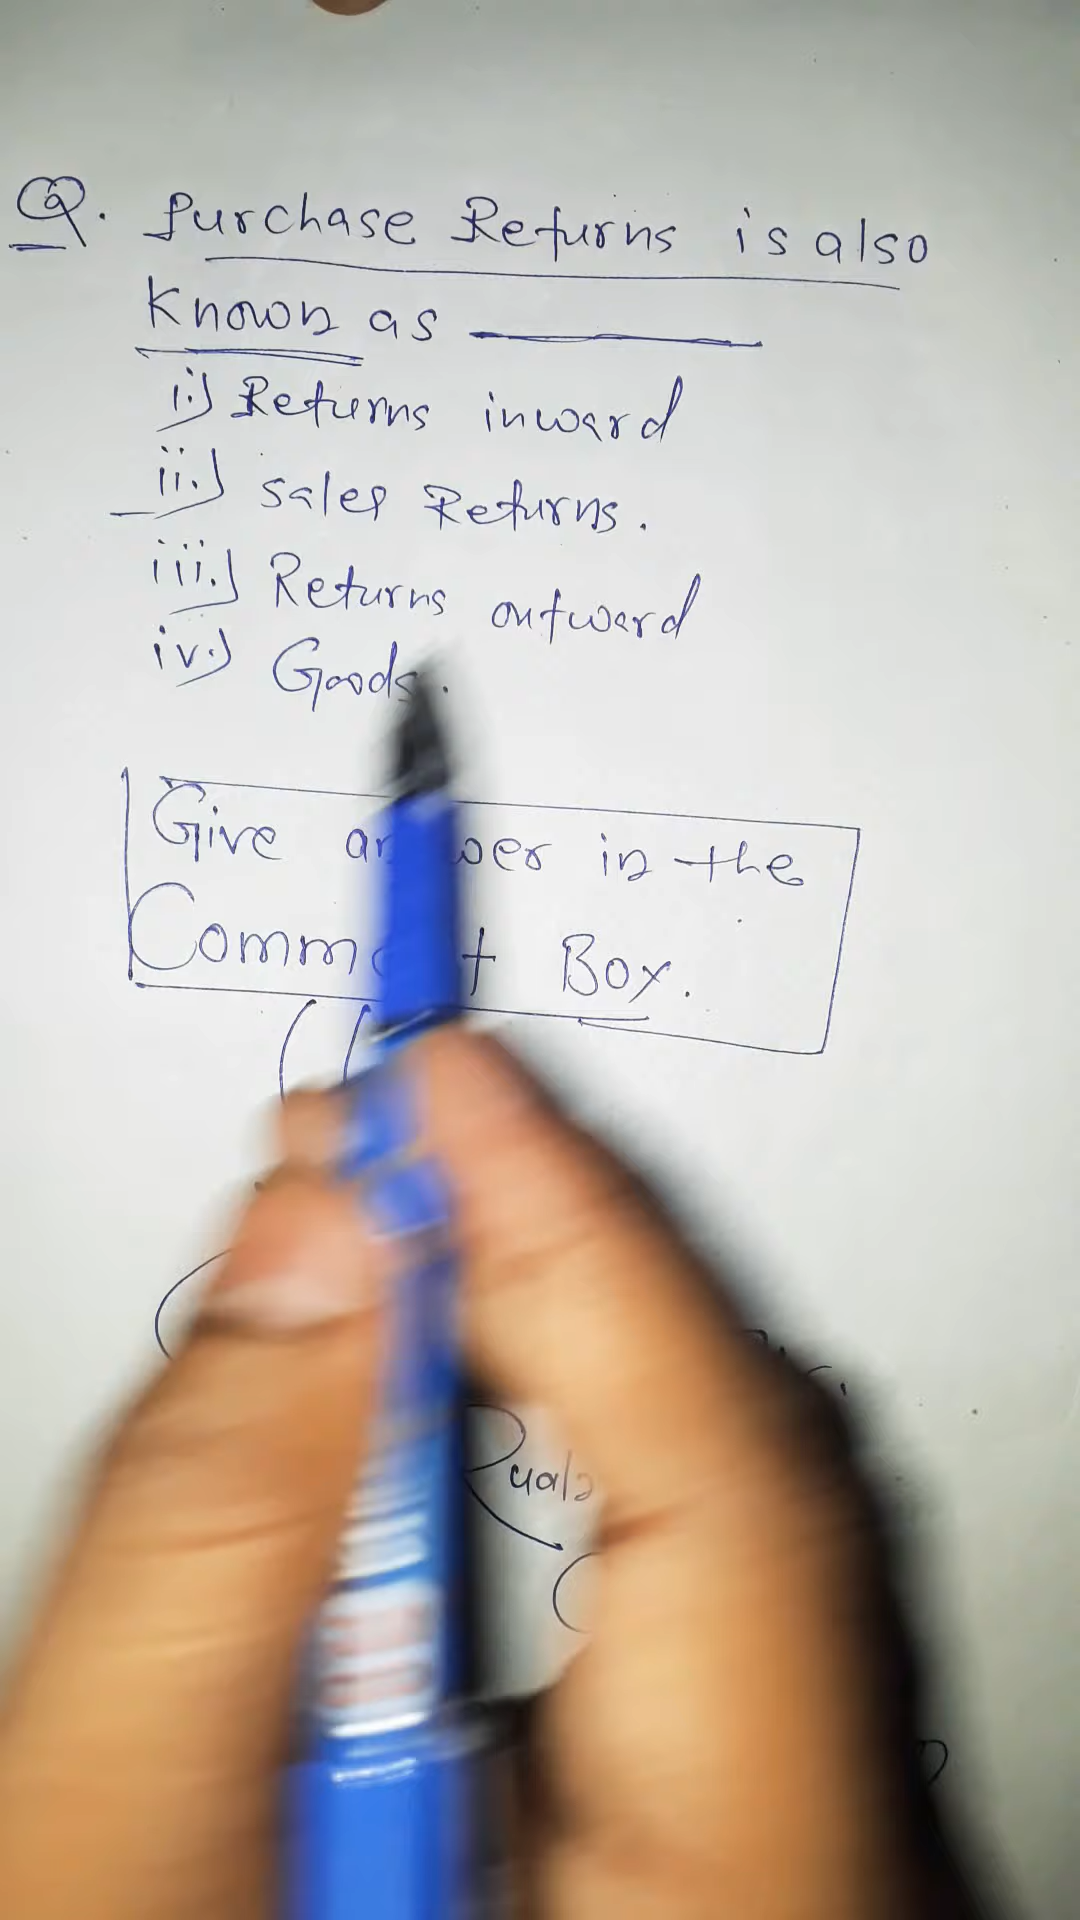 Q. Purchase Returns is also
known as
i.) Returns inward
ii.) sales Returns.
iii.) Returns outward
iv.) Goods.
Give in the
Box.